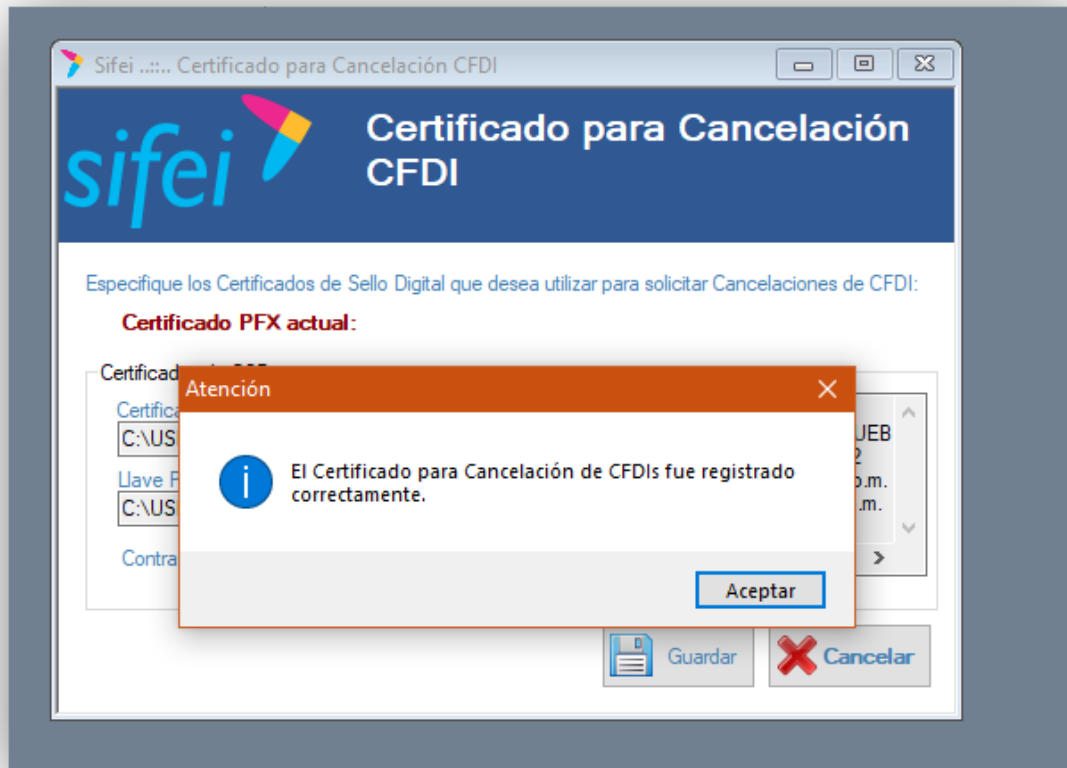 Sifei ..::.. Certificado para Cancelación CFDI
sifei
Certificado para Cancelación
CFDI
Especifique los Certificados de Sello Digital que desea utilizar para solicitar Cancelaciones de CFDI:
Certificado PFX actual:
Atención
C:\US
C:\US
El Certificado para Cancelación de CFDIs fue registrado
correctamente.
UEB
p.m.
.m.
Aceptar
Guardar
Cancelar